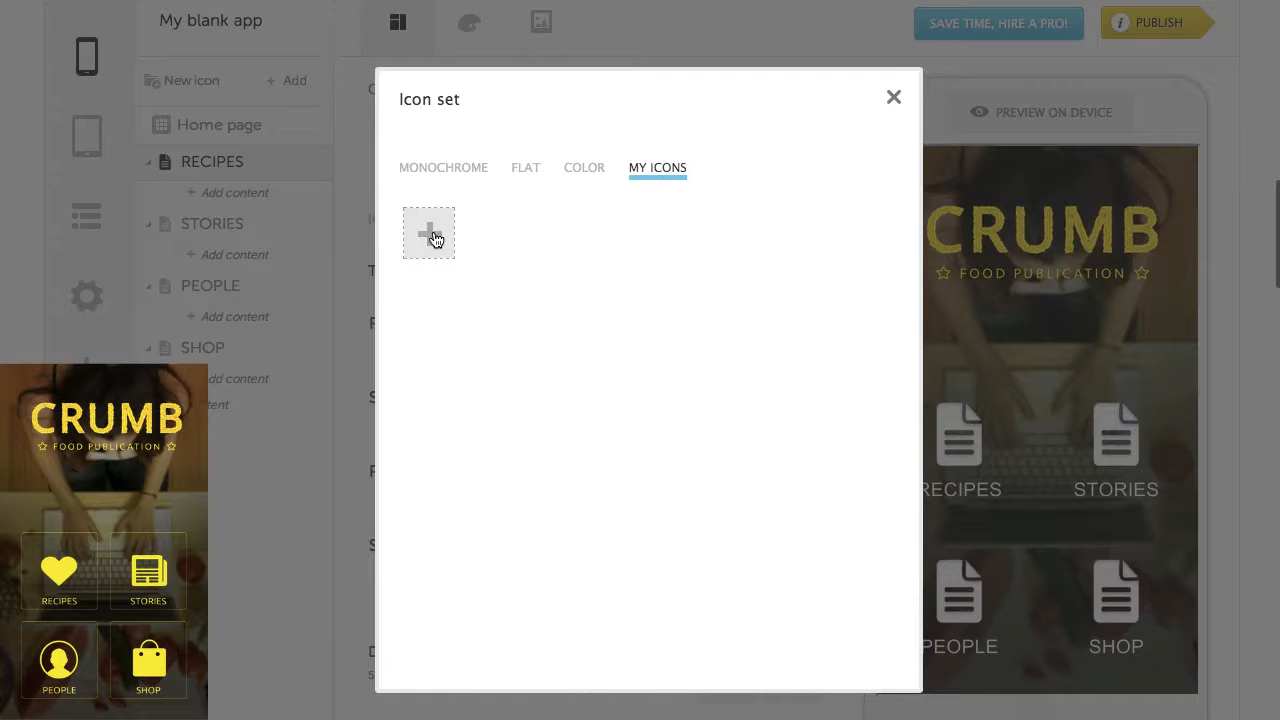 My blank app
SAVE TIME, HIRE A PRO!
i PUBLISH
New icon
+ Add
Home page
RECIPES
+ Add content
STORIES
+ Add content
PEOPLE
+ Add content
SHOP
Icon set
MONOCHROME
FLAT
COLOR
MY ICONS
PREVIEW ON DEVICE
CRUMB
FOOD PUBLICATION
RECIPES
STORIES
PEOPLE
SHOP
CRUMB
FOOD PUBLICATION
RECIPES
STORIES
PEOPLE
SHOP